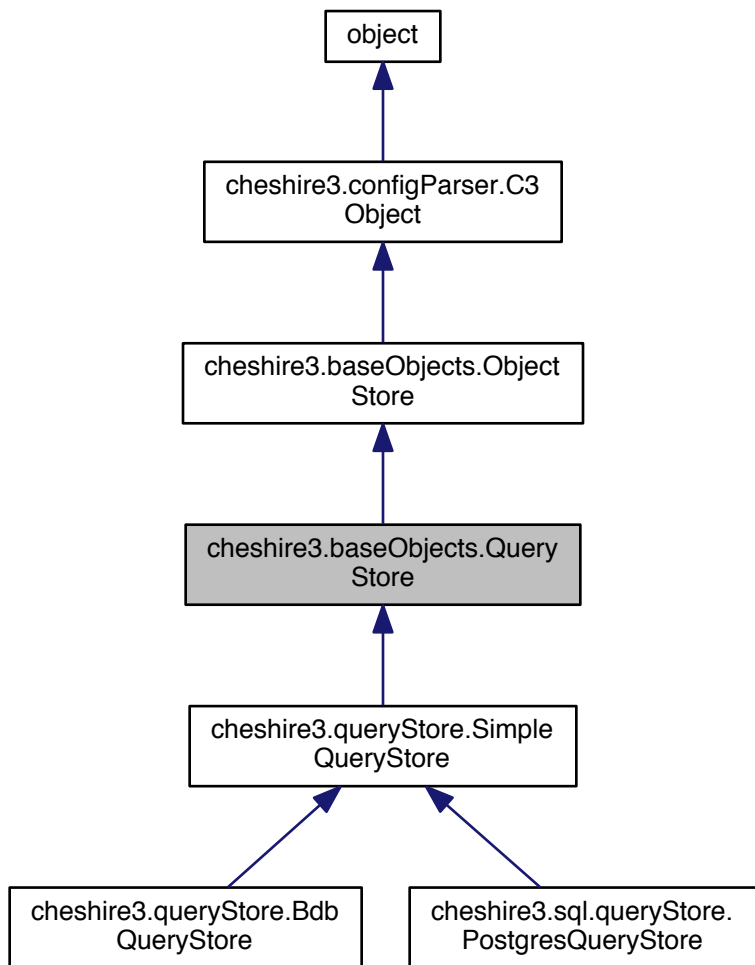 object
cheshire3.configParser.C3
Object
cheshire3.baseObjects.Object
Store
cheshire3.baseObjects.Query
Store
cheshire3.queryStore.Simple
QueryStore
cheshire3.queryStore.Bdb
QueryStore
cheshire3.sql.queryStore.
PostgresQueryStore